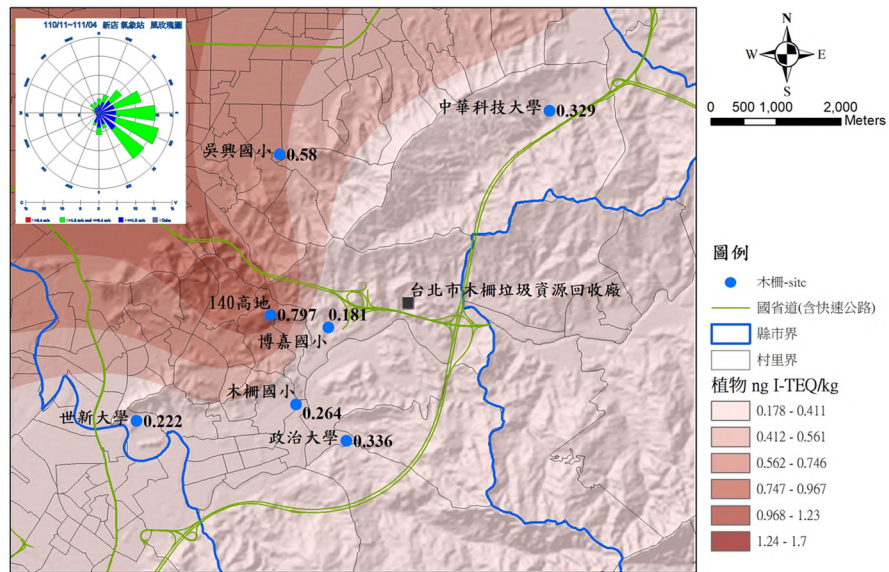 110/11~111/04 新店 氣象站 風玫瑰圖
N
W
E
S
0 500 1,000 2,000
Meters
中華科技大學
0.329
吳興國小
0.58
台北市木柵垃圾資源回收廠
140高地
0.797
0.181
博嘉國小
木柵國小
0.264
世新大學
0.222
政治大學
0.336
圖例
木柵-site
國省道(含快速公路)
縣市界
村里界
植物 ng I-TEQ/kg
0.178 - 0.411
0.412 - 0.561
0.562 - 0.746
0.747 - 0.967
0.968 - 1.23
1.24 - 1.7